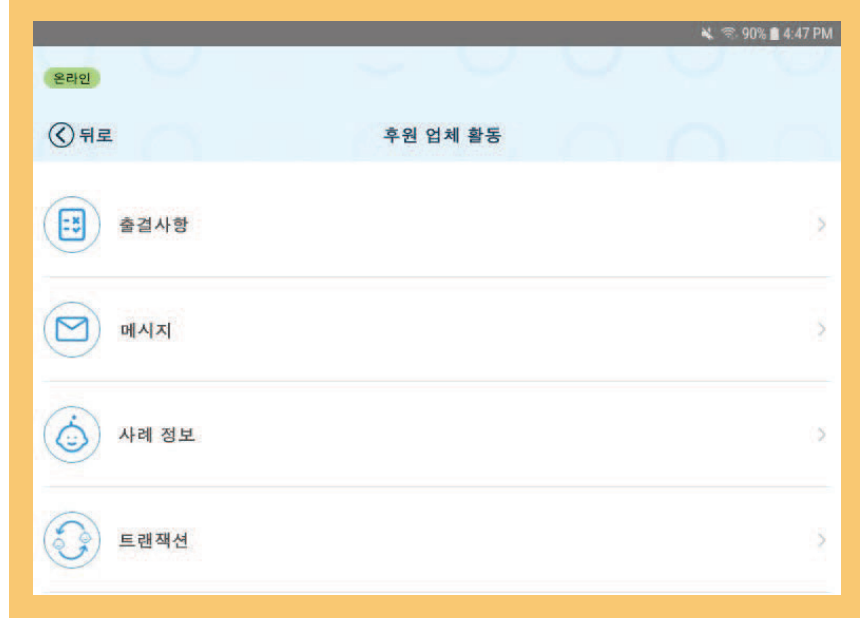 90% 4:47 PM
온라인
뒤로 후원 업체 활동
출결사항
메시지
사례 정보
트랜잭션